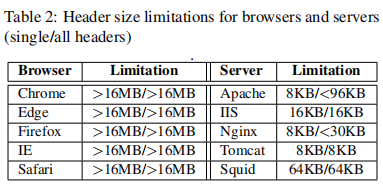 Table 2: Header size limitations for browsers and servers
(single/all headers)
Browser Limitation Server Limitation
Chrome >16MB/>16MB Apache 8KB/<96KB
Edge >16MB/>16MB IIS 16KB/16KB
Firefox >16MB/>16MB Nginx 8KB/<30KB
IE >16MB/>16MB Tomcat 8KB/8KB
Safari >16MB/>16MB Squid 64KB/64KB